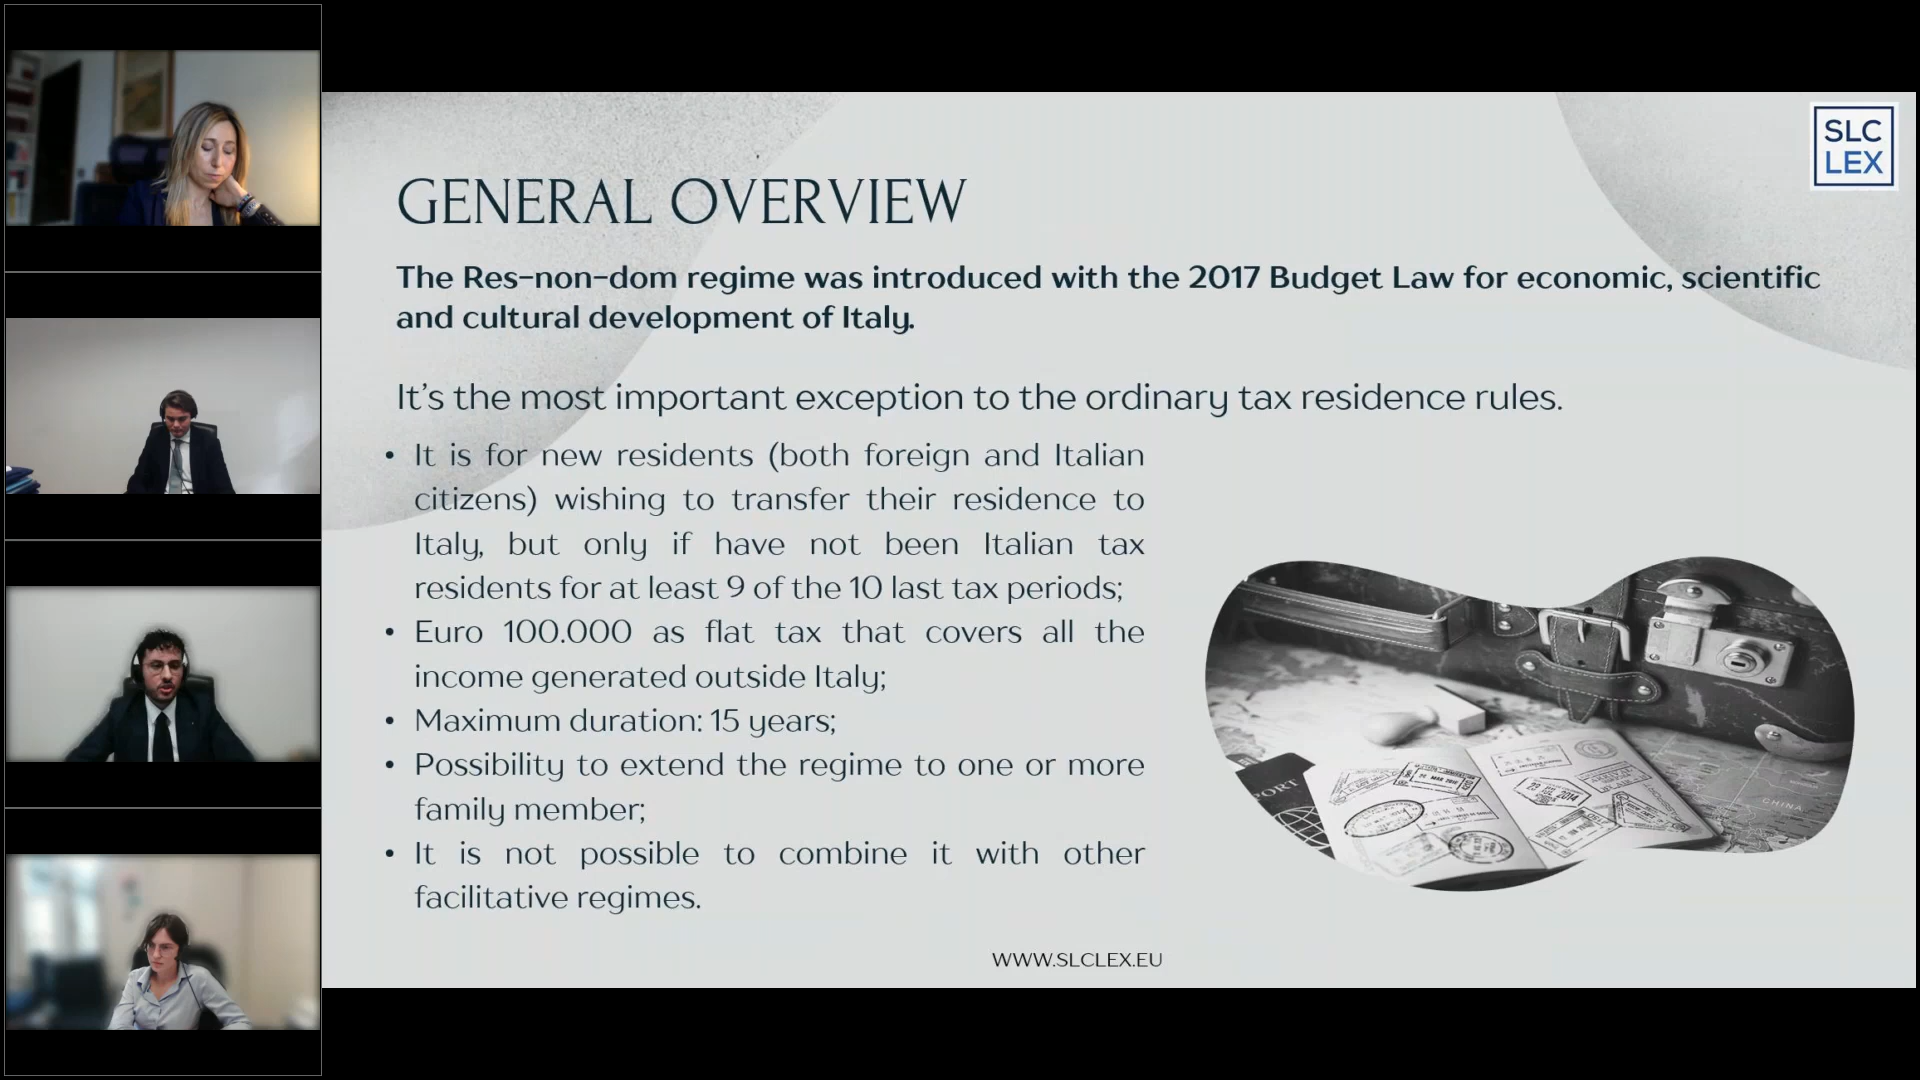 SLC
LEX
GENERAL OVERVIEW
The Res-non-dom regime was introduced with the 2017 Budget Law for economic, scientific
and cultural development of Italy.
It's the most important exception to the ordinary tax residence rules.
• It is for new residents (both foreign and Italian
citizens) wishing to transfer their residence to
Italy, but only if have not been Italian tax
residents for at least 9 of the 10 last tax periods;
• Euro 100.000 as flat tax that covers all the
income generated outside Italy;
• Maximum duration: 15 years;
• Possibility to extend the regime to one or more
family member;
• It is not possible to combine it with other
facilitative regimes.
PORT
CHINA
2014
WWW.SLCLEX.EU